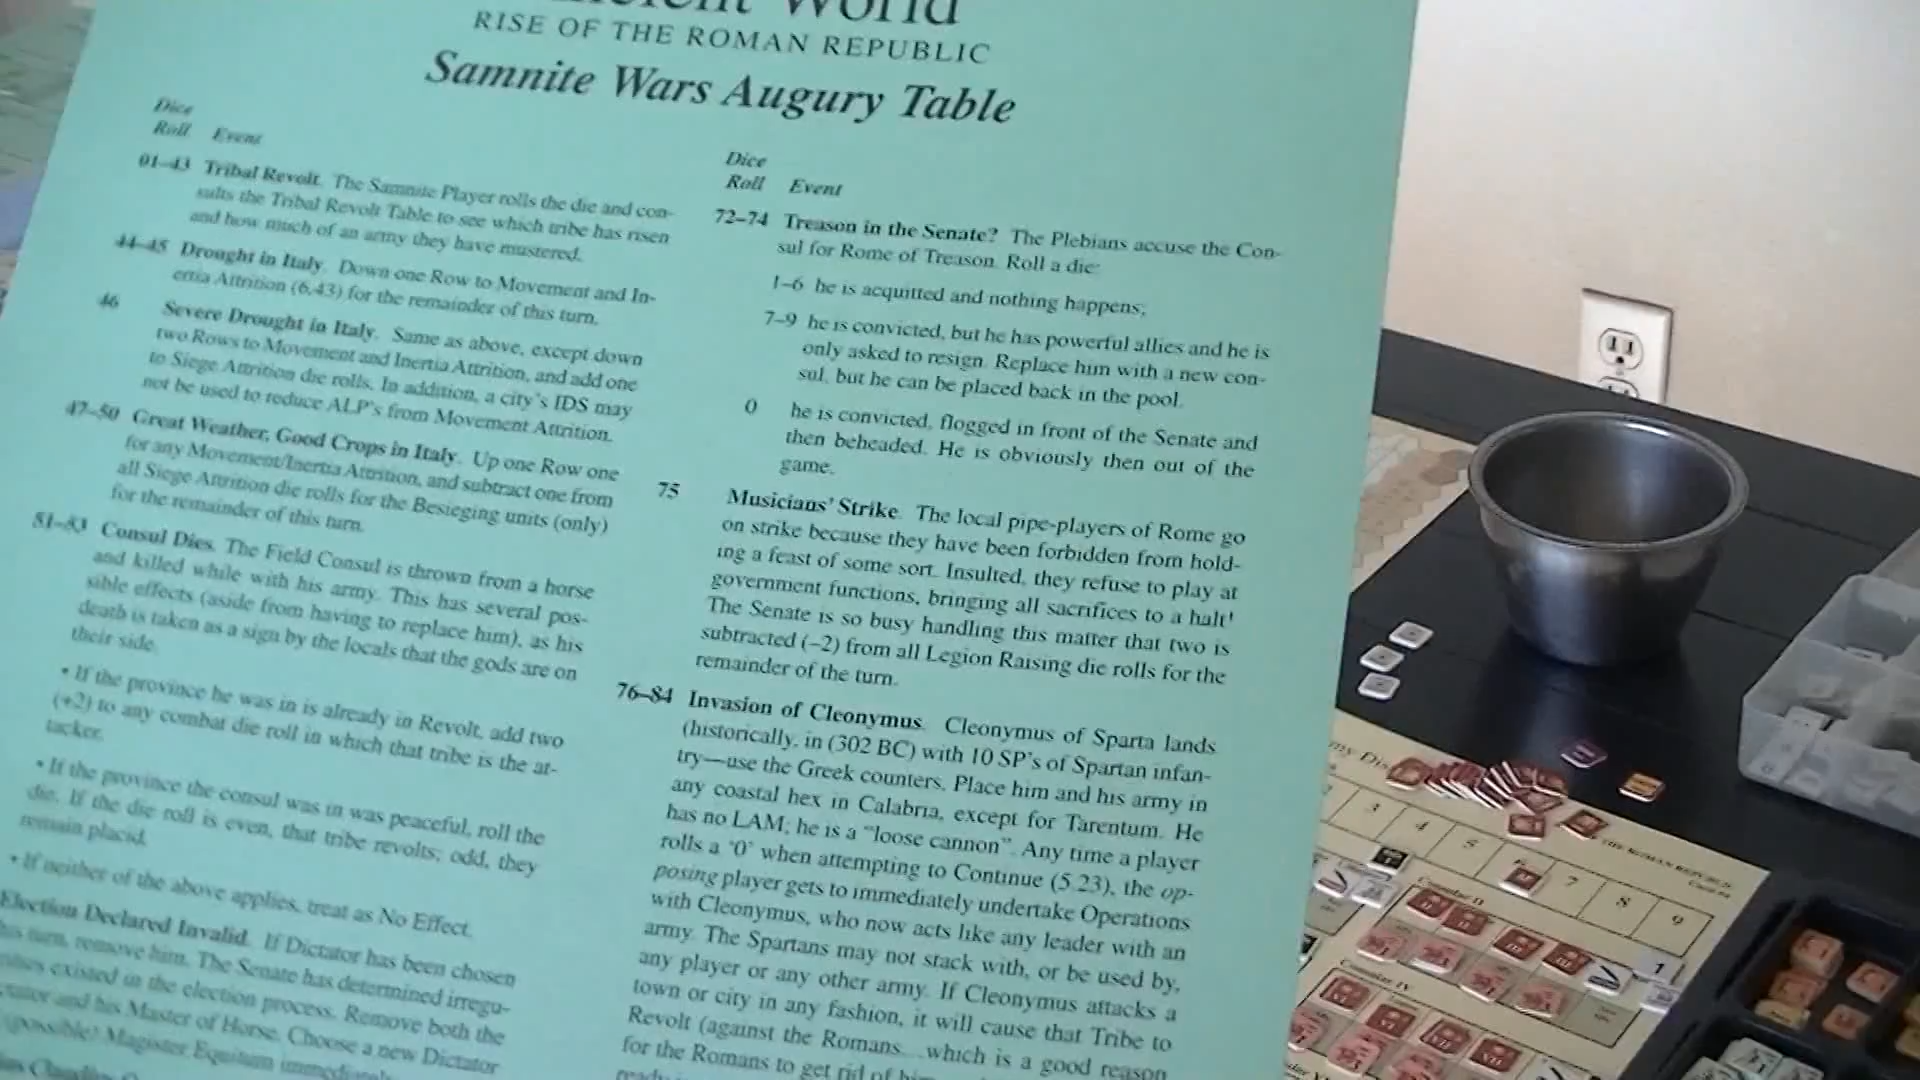 World
RISE OF THE ROMAN REPUBLIC
Samnite Wars Augury Table
Dice
Roll Event
01–43 Tribal Revolt. The Samnite Player rolls the die and con-
sults the Tribal Revolt Table to see which tribe has risen
and how much of an army they have mustered.
44–45 Drought in Italy. Down one Row to Movement and In-
ertia Attrition (6.43) for the remainder of this turn.
46 Severe Drought in Italy. Same as above, except down
two Rows to Movement and Inertia Attrition, and add one
to Siege Attrition die rolls. In addition, a city's IDS may
not be used to reduce ALP's from Movement Attrition.
47–50 Great Weather, Good Crops in Italy. Up one Row one
for any Movement/Inertia Attrition, and subtract one from
all Siege Attrition die rolls for the Besieging units (only)
for the remainder of this turn.
51–53 Consul Dies. The Field Consul is thrown from a horse
and killed while with his army. This has several pos-
sible effects (aside from having to replace him), as his
death is taken as a sign by the locals that the gods are on
their side.
• If the province he was in is already in Revolt, add two
(+2) to any combat die roll in which that tribe is the at-
tacker.
• If the province the consul was in was peaceful, roll the
die. If the die roll is even, that tribe revolts; odd, they
remain placid.
• If neither of the above applies, treat as No Effect.
Election Declared Invalid. If Dictator has been chosen
this turn, remove him. The Senate has determined irregu-
existed in the election process. Remove both the
and his Master of Horse. Choose a new Dictator
Magister Equitum immediately
Dice
Roll Event
72–74 Treason in the Senate? The Plebians accuse the Con-
sul for Rome of Treason. Roll a die:
1–6 he is acquitted and nothing happens;
7–9 he is convicted, but he has powerful allies and he is
only asked to resign. Replace him with a new con-
sul, but he can be placed back in the pool.
0 he is convicted, flogged in front of the Senate and
then beheaded. He is obviously then out of the
game.
75 Musicians' Strike. The local pipe-players of Rome go
on strike because they have been forbidden from hold-
ing a feast of some sort. Insulted, they refuse to play at
government functions, bringing all sacrifices to a halt!
The Senate is so busy handling this matter that two is
subtracted (–2) from all Legion Raising die rolls for the
remainder of the turn.
76–84 Invasion of Cleonymus. Cleonymus of Sparta lands
(historically, in (302 BC) with 10 SP's of Spartan infan-
try—use the Greek counters. Place him and his army in
any coastal hex in Calabria, except for Tarentum. He
has no LAM; he is a "loose cannon". Any time a player
rolls a '0' when attempting to Continue (5.23), the op-
posing player gets to immediately undertake Operations
with Cleonymus, who now acts like any leader with an
army. The Spartans may not stack with, or be used by,
any player or any other army. If Cleonymus attacks a
town or city in any fashion, it will cause that Tribe to
Revolt (against the Romans...which is a good reason
for the Romans to get rid of
THE ROMAN REPUBLIC
3 4 5 7 8 9
Consular II
1
Consular IV